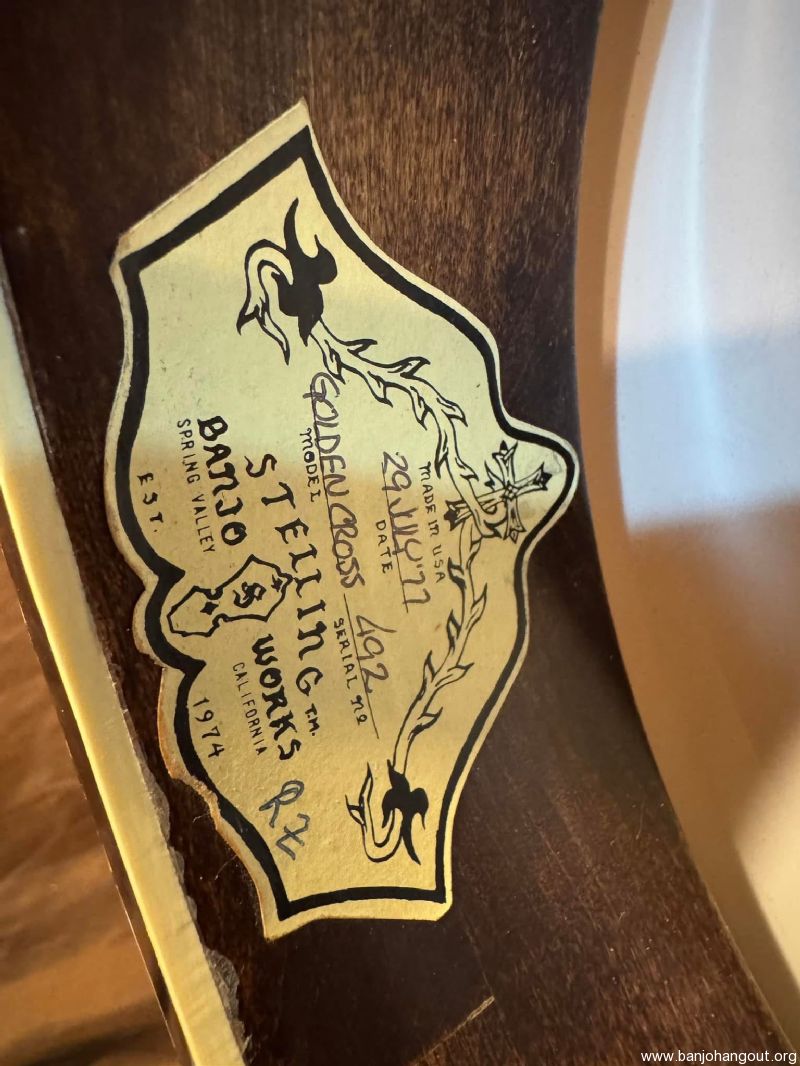 MADE IN USA
29 JULY '77
DATE
GOLDEN CROSS 492
MODEL SERIAL NO
STELLING T.M.
BANJO WORKS
SPRING VALLEY CALIFORNIA
EST. 1974
RZ
www.banjohangout.org